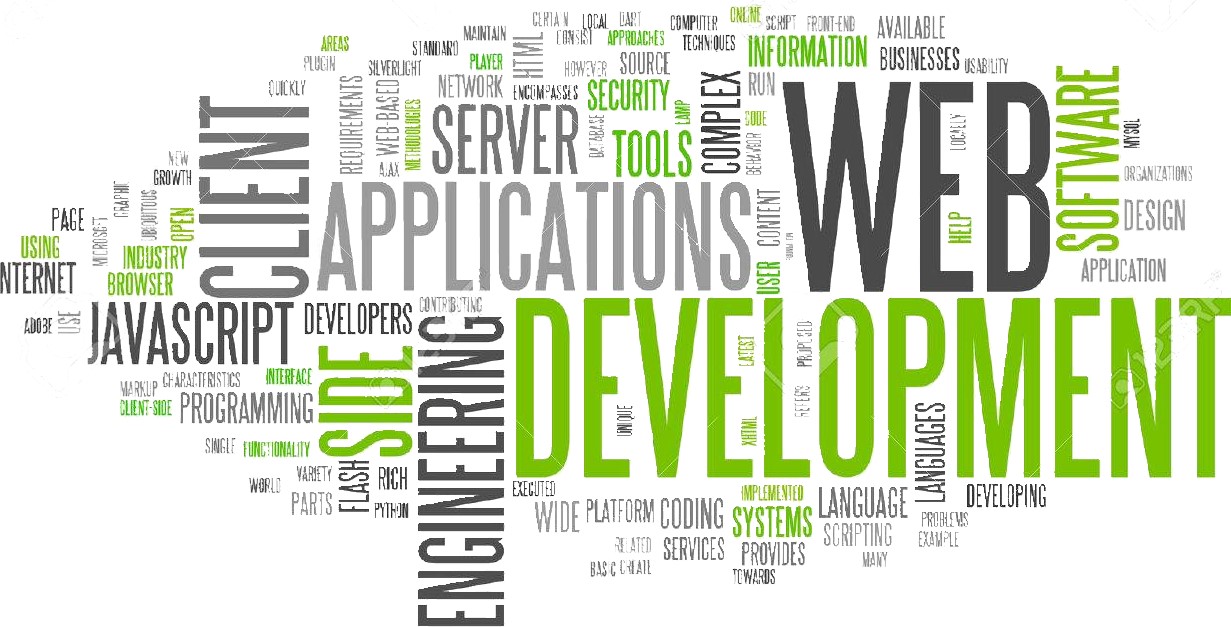 CERTAIN
LOCAL
DART
COMPUTER
ONLINE
SCRIPT
FRONT-END
AVAILABLE
MAINTAIN
HTML
CONSIST
APPROACHES
TECHNIQUES
INFORMATION
BUSINESSES
USABILITY
AREAS
STANDARD
PLUGIN
SILVERLIGHT
PLAYER
HOWEVER
SOURCE
QUICKLY
REQUIREMENTS
WEB-BASED
METHODOLOGIES
NETWORK
ENCOMPASSES
SECURITY
LAMP
COMPLEX
RUN
WEB
SOFTWARE
CLIENT
AJAX
SERVER
DATABASE
TOOLS
CODE
BEHAVIOR
LOCALLY
MYSQL
NEW
GROWTH
ORGANIZATIONS
GRAPHIC
UBIQUITOUS
OPEN
APPLICATIONS
CONTENT
HELP
DESIGN
PAGE
MICROSOFT
USING
INDUSTRY
USER
NTERNET
BROWSER
APPLICATION
ADOBE
USE
JAVASCRIPT
DEVELOPERS
CONTRIBUTING
DEVELOPMENT
LATEST
PROPOSED
SIDE
ENGINEERING
INTERFACE
CHARACTERISTICS
MARKUP
CLIENT-SIDE
PROGRAMMING
UNIQUE
XHTML
REFERS
SINGLE
FUNCTIONALITY
LANGUAGES
WORLD
VARIETY
PARTS
FLASH
RICH
PYTHON
EXECUTED
WIDE
PLATFORM
CODING
IMPLEMENTED
SYSTEMS
LANGUAGE
DEVELOPING
SCRIPTING
PROBLEMS
EXAMPLE
RELATED
SERVICES
PROVIDES
MANY
BASIC
CREATE
TOWARDS